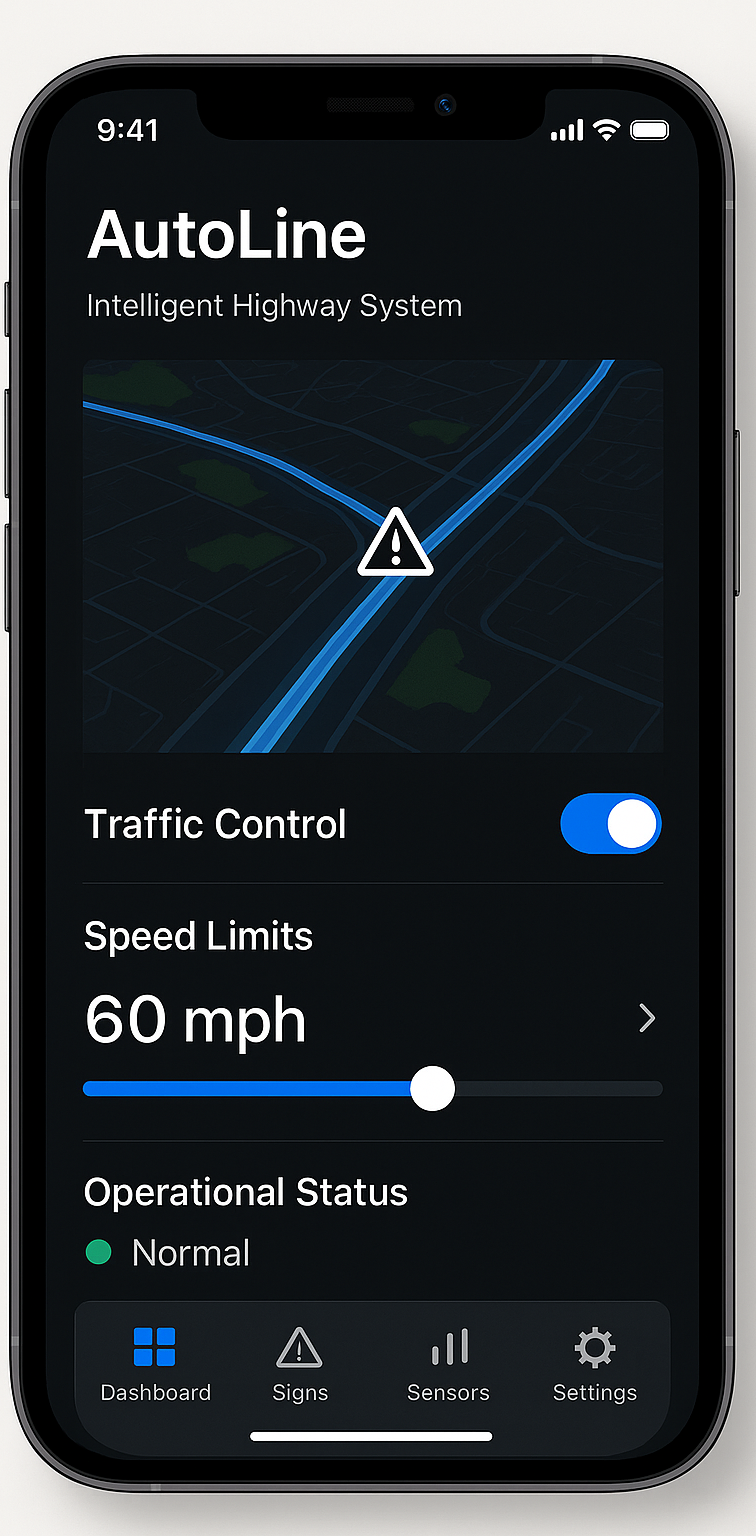 9:41
AutoLine
Intelligent Highway System
Traffic Control
Speed Limits
60 mph
Operational Status
Normal
Dashboard
Signs
Sensors
Settings